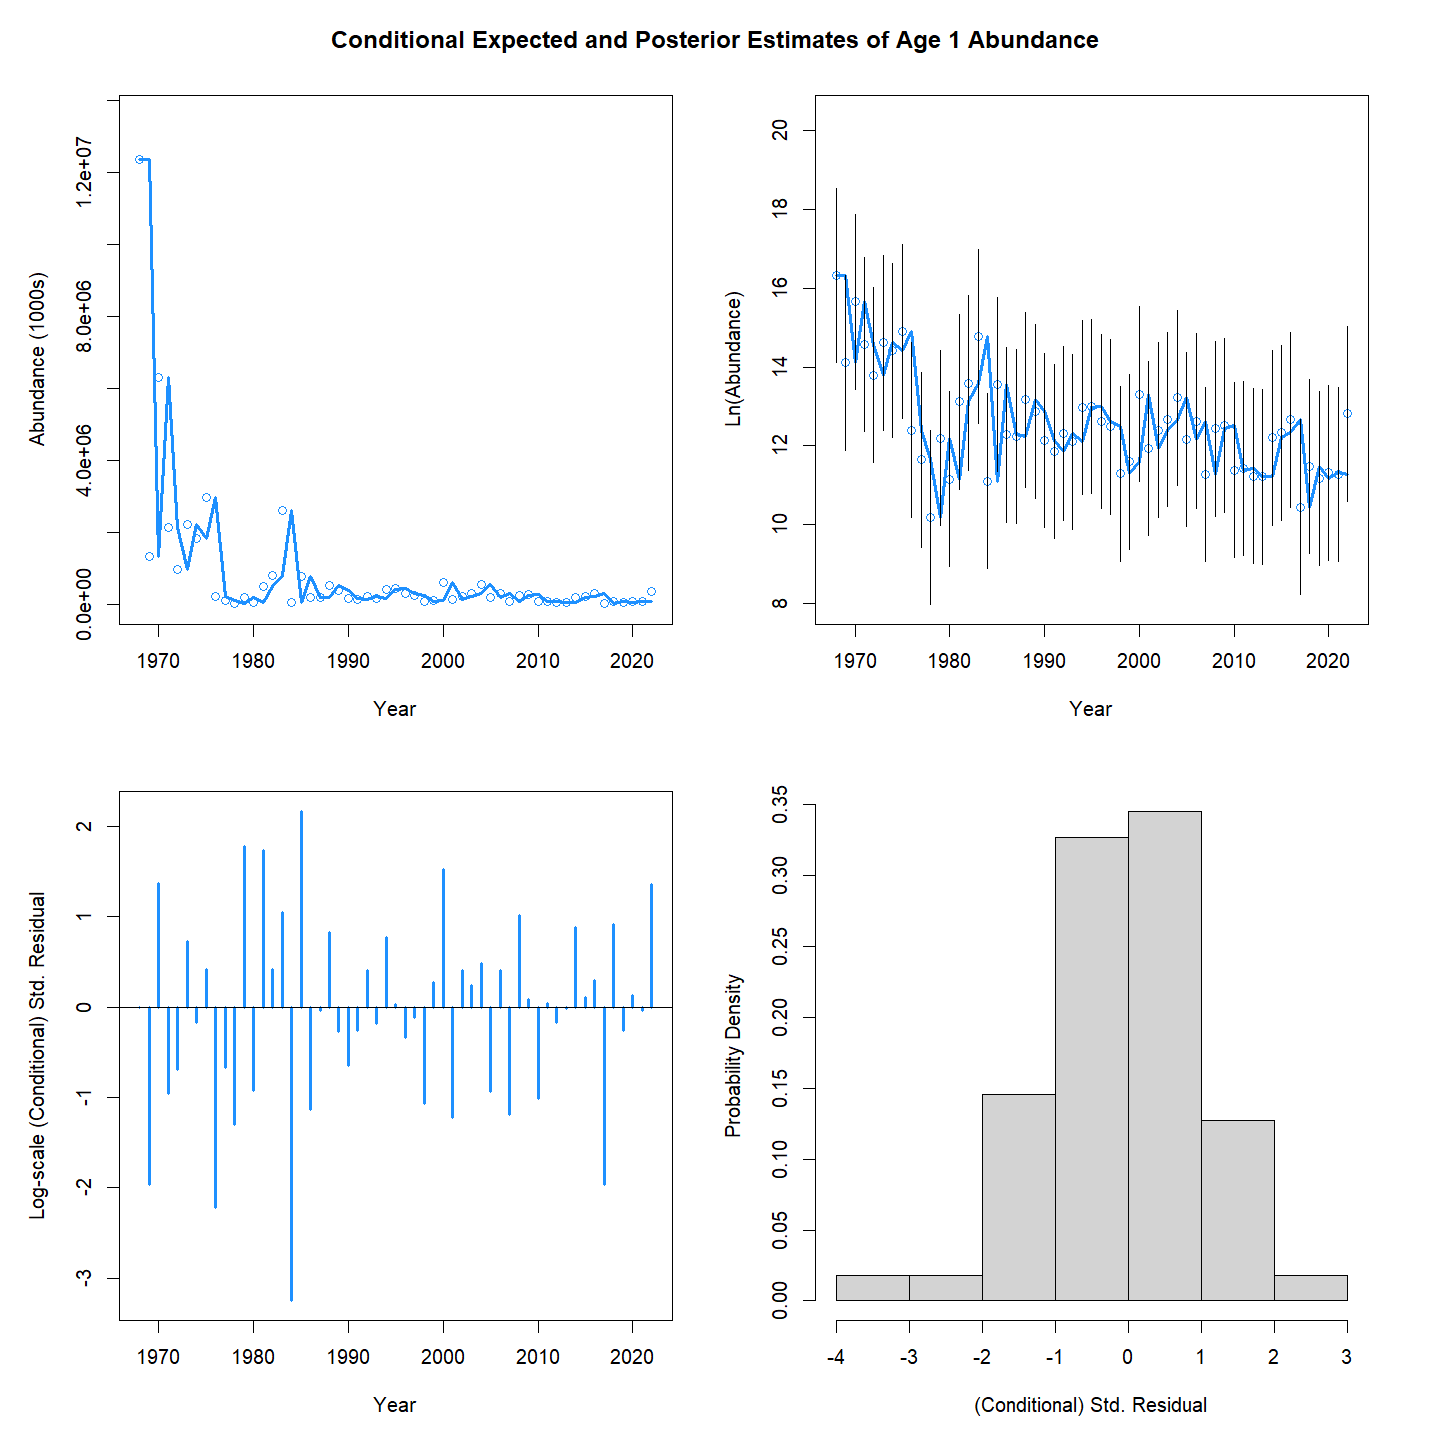 Conditional Expected and Posterior Estimates of Age 1 Abundance
Abundance (1000s)
0.0e+00 4.0e+06 8.0e+06 1.2e+07
1970 1980 1990 2000 2010 2020
Year
Ln(Abundance)
8 10 12 14 16 18 20
1970 1980 1990 2000 2010 2020
Year
Log-scale (Conditional) Std. Residual
-3 -2 -1 0 1 2
1970 1980 1990 2000 2010 2020
Year
Probability Density
0.00 0.05 0.10 0.15 0.20 0.25 0.30 0.35
-4 -3 -2 -1 0 1 2 3
(Conditional) Std. Residual